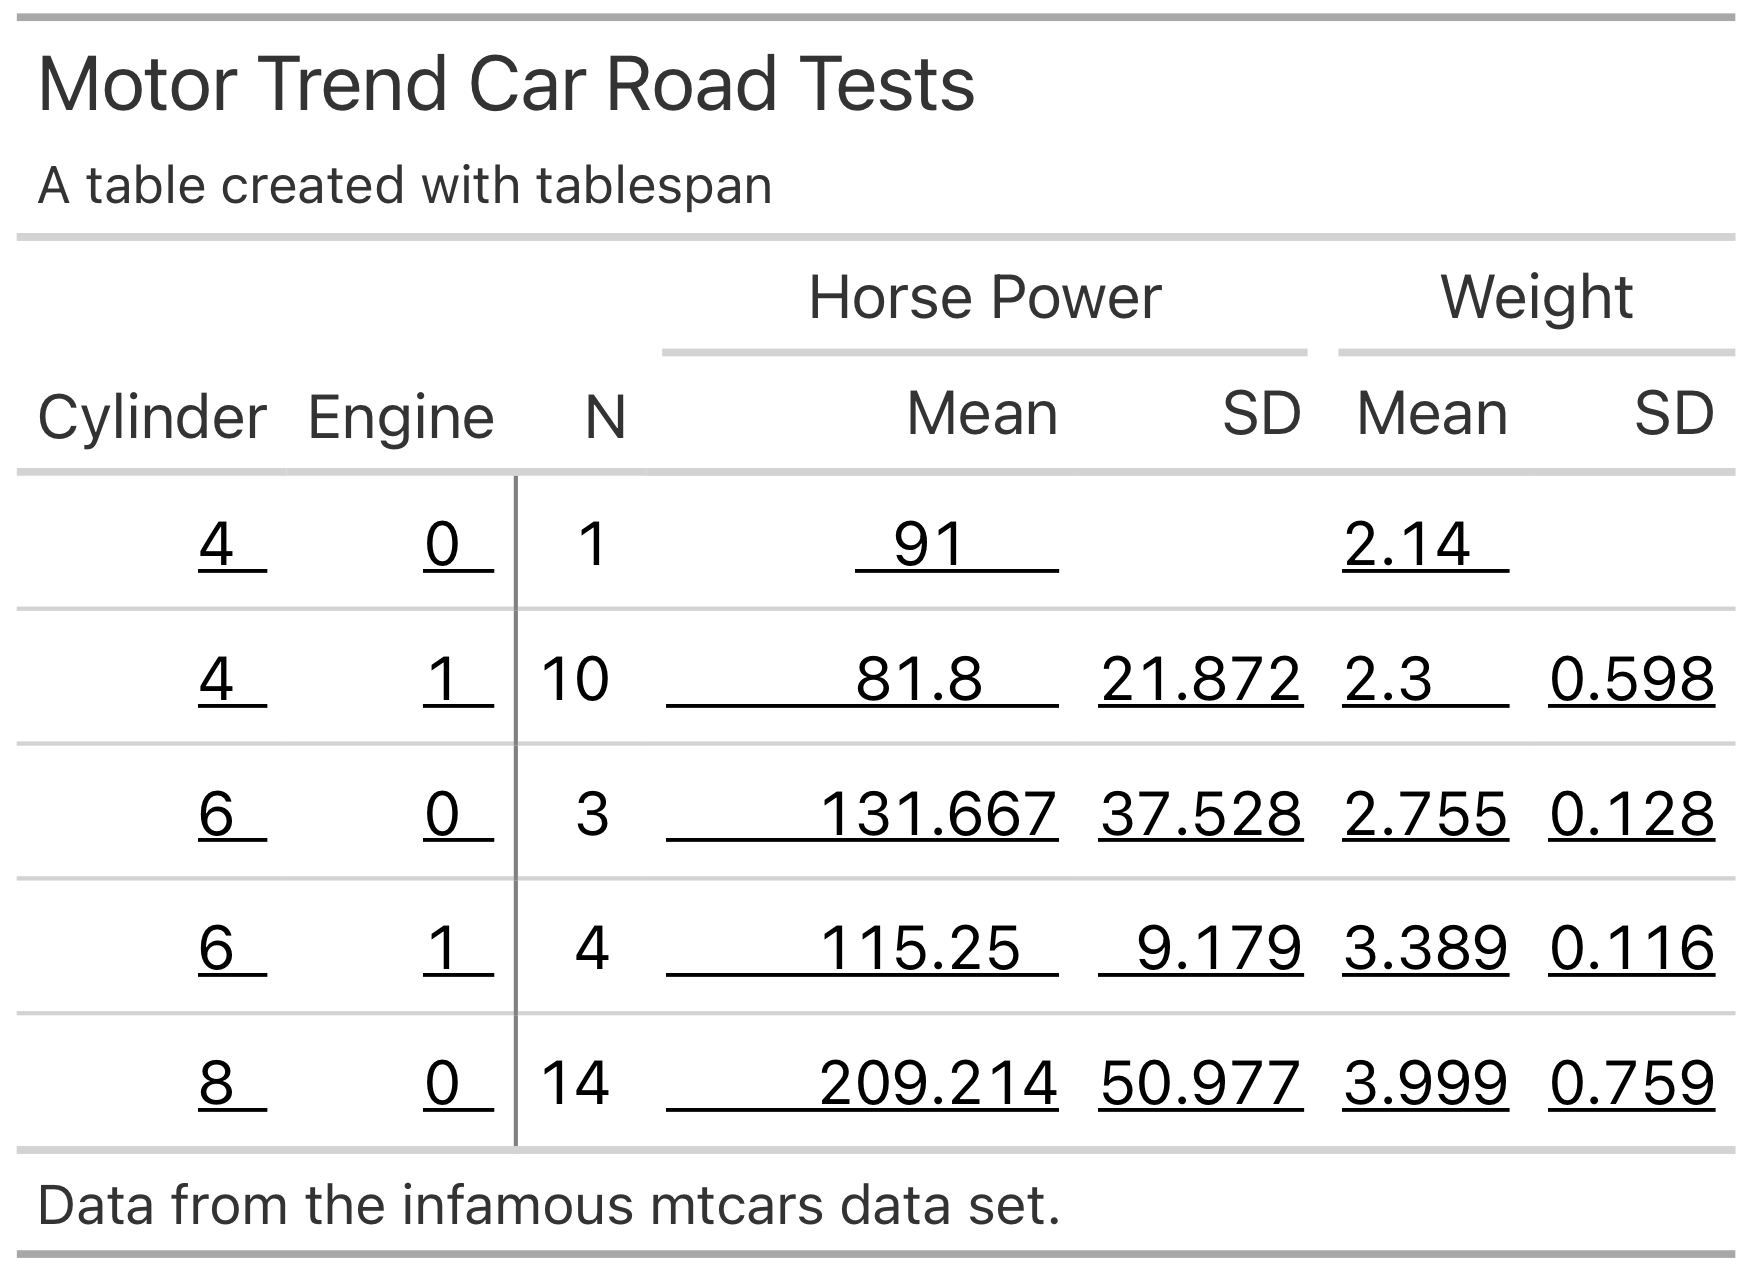 Motor Trend Car Road Tests
A table created with tablespan
Horse Power Weight
Cylinder Engine N Mean SD Mean SD
4 0 1 91 2.14
4 1 10 81.8 21.872 2.3 0.598
6 0 3 131.667 37.528 2.755 0.128
6 1 4 115.25 9.179 3.389 0.116
8 0 14 209.214 50.977 3.999 0.759
Data from the infamous mtcars data set.